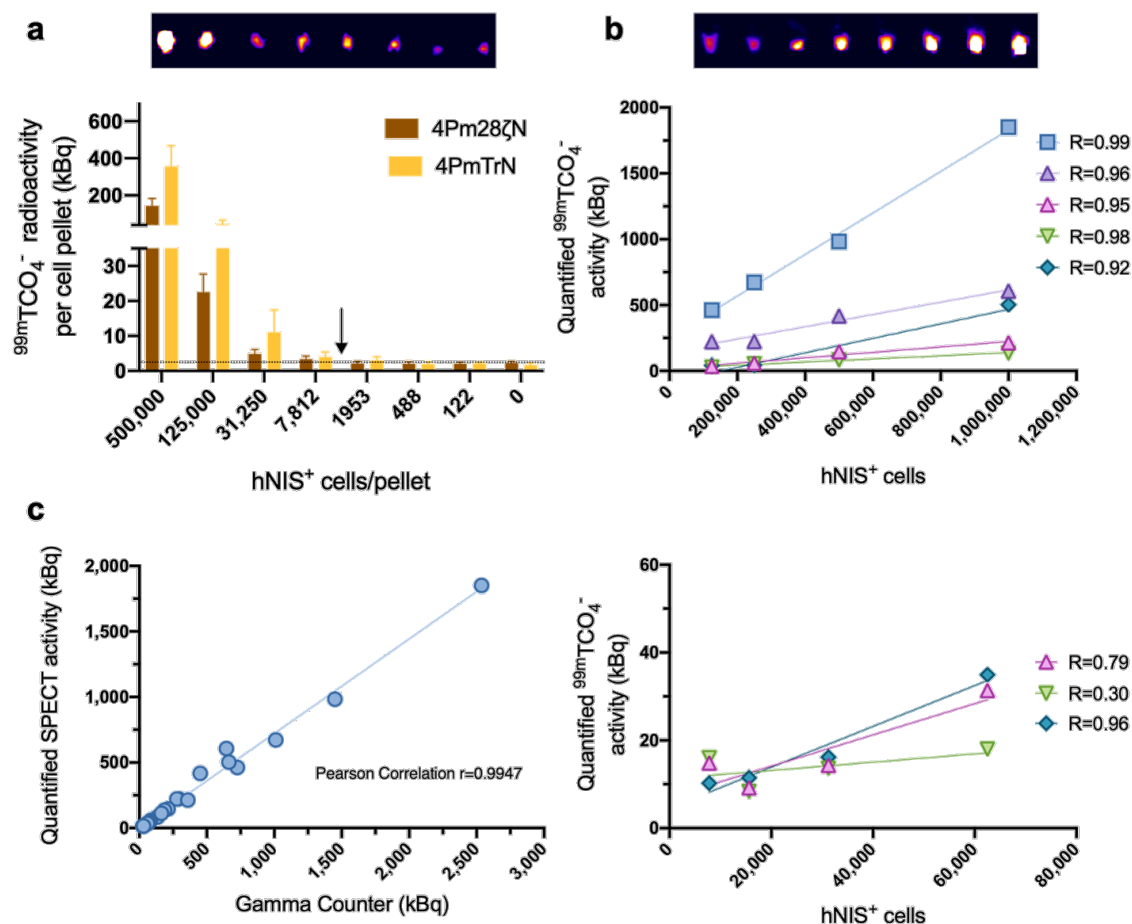 a
600
400
200
30
20
10
0
⁹⁹ᵐTCO₄⁻ radioactivity
per cell pellet (kBq)
4Pm28ζN
4PmTrN
500,000
125,000
31,250
7,812
1953
488
122
0
hNIS⁺ cells/pellet
b
2000
1500
1000
500
0
Quantified ⁹⁹ᵐTCO₄⁻
activity (kBq)
R=0.99
R=0.96
R=0.95
R=0.98
R=0.92
0
200,000
400,000
600,000
800,000
1,000,000
1,200,000
hNIS⁺ cells
c
2,000
1,500
1,000
500
0
Quantified SPECT activity (kBq)
Pearson Correlation r=0.9947
0
500
1,000
1,500
2,000
2,500
3,000
Gamma Counter (kBq)
60
40
20
0
Quantified ⁹⁹ᵐTCO₄⁻
activity (kBq)
R=0.79
R=0.30
R=0.96
0
20,000
40,000
60,000
80,000
hNIS⁺ cells